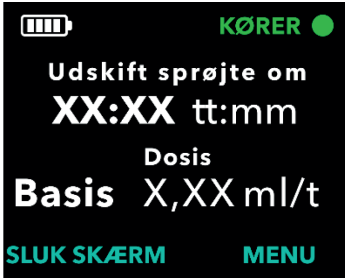 KØRER
Udskift sprøjte om
XX:XX tt:mm
Dosis
Basis X,XX ml/t
SLUK SKÆRM MENU